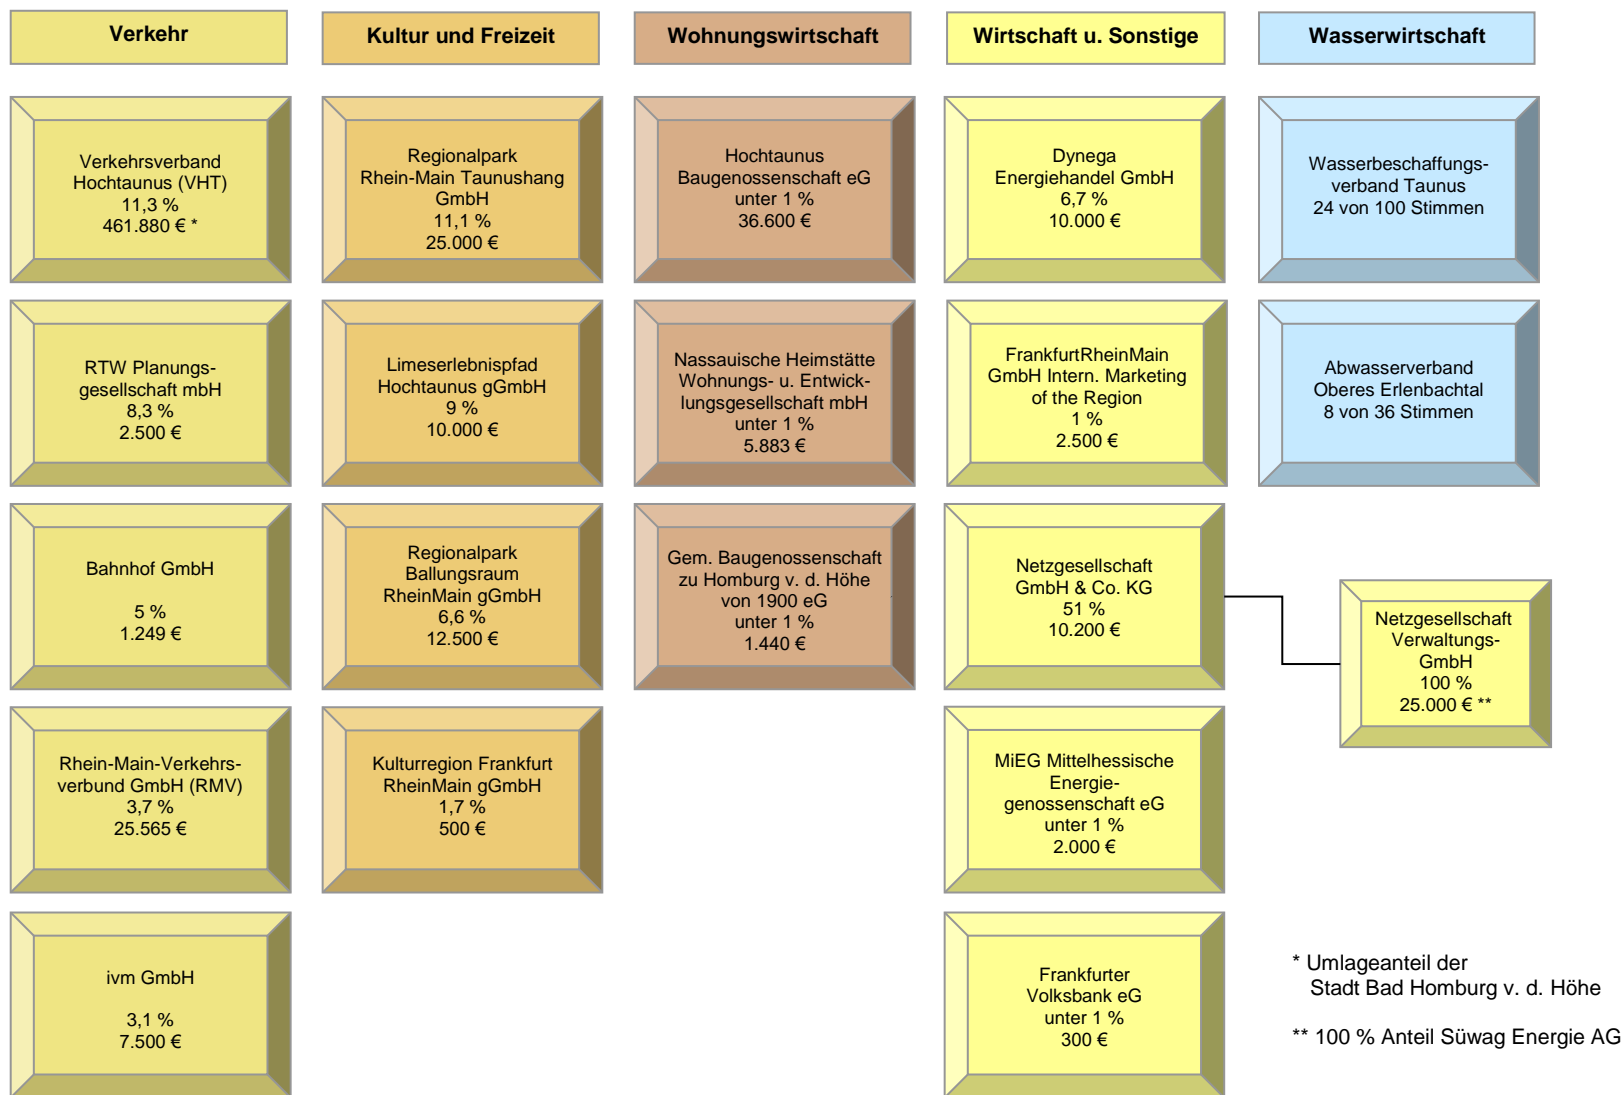 Verkehr
Verkehrsverband
Hochtaunus (VHT)
11,3 %
461.880 € *
RTW Planungs-
gesellschaft mbH
8,3 %
2.500 €
Bahnhof GmbH
5 %
1.249 €
Rhein-Main-Verkehrs-
verbund GmbH (RMV)
3,7 %
25.565 €
ivm GmbH
3,1 %
7.500 €
Kultur und Freizeit
Regionalpark
Rhein-Main Taunushang
GmbH
11,1 %
25.000 €
Limeserlebnispfad
Hochtaunus gGmbH
9 %
10.000 €
Regionalpark
Ballungsraum
RheinMain gGmbH
6,6 %
12.500 €
Kulturregion Frankfurt
RheinMain gGmbH
1,7 %
500 €
Wohnungswirtschaft
Hochtaunus
Baugenossenschaft eG
unter 1 %
36.600 €
Nassauische Heimstätte
Wohnungs- u. Entwick-
lungsgesellschaft mbH
unter 1 %
5.883 €
Gem. Baugenossenschaft
zu Homburg v. d. Höhe
von 1900 eG
unter 1 %
1.440 €
Wirtschaft u. Sonstige
Dynega
Energiehandel GmbH
6,7 %
10.000 €
FrankfurtRheinMain
GmbH Intern. Marketing
of the Region
1 %
2.500 €
Netzgesellschaft
GmbH & Co. KG
51 %
10.200 €
MiEG Mittelhessische
Energie-
genossenschaft eG
unter 1 %
2.000 €
Frankfurter
Volksbank eG
unter 1 %
300 €
Wasserwirtschaft
Wasserbeschaffungs-
verband Taunus
24 von 100 Stimmen
Abwasserverband
Oberes Erlenbachtal
8 von 36 Stimmen
Netzgesellschaft
Verwaltungs-
GmbH
100 %
25.000 € **
* Umlageanteil der
Stadt Bad Homburg v. d. Höhe
** 100 % Anteil Süwag Energie AG